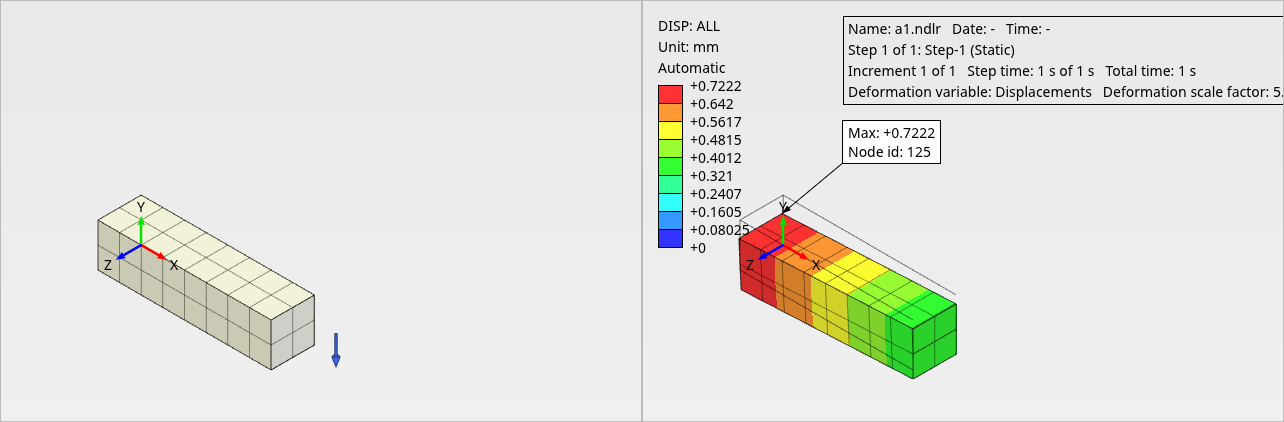 Y
Z
X
DISP: ALL
Unit: mm
Automatic
+0.7222
+0.642
+0.5617
+0.4815
+0.4012
+0.321
+0.2407
+0.1605
+0.08025
+0
Name: a1.ndlr   Date: -   Time: -
Step 1 of 1: Step-1 (Static)
Increment 1 of 1   Step time: 1 s of 1 s   Total time: 1 s
Deformation variable: Displacements   Deformation scale factor: 5.
Max: +0.7222
Node id: 125
Y
Z
X